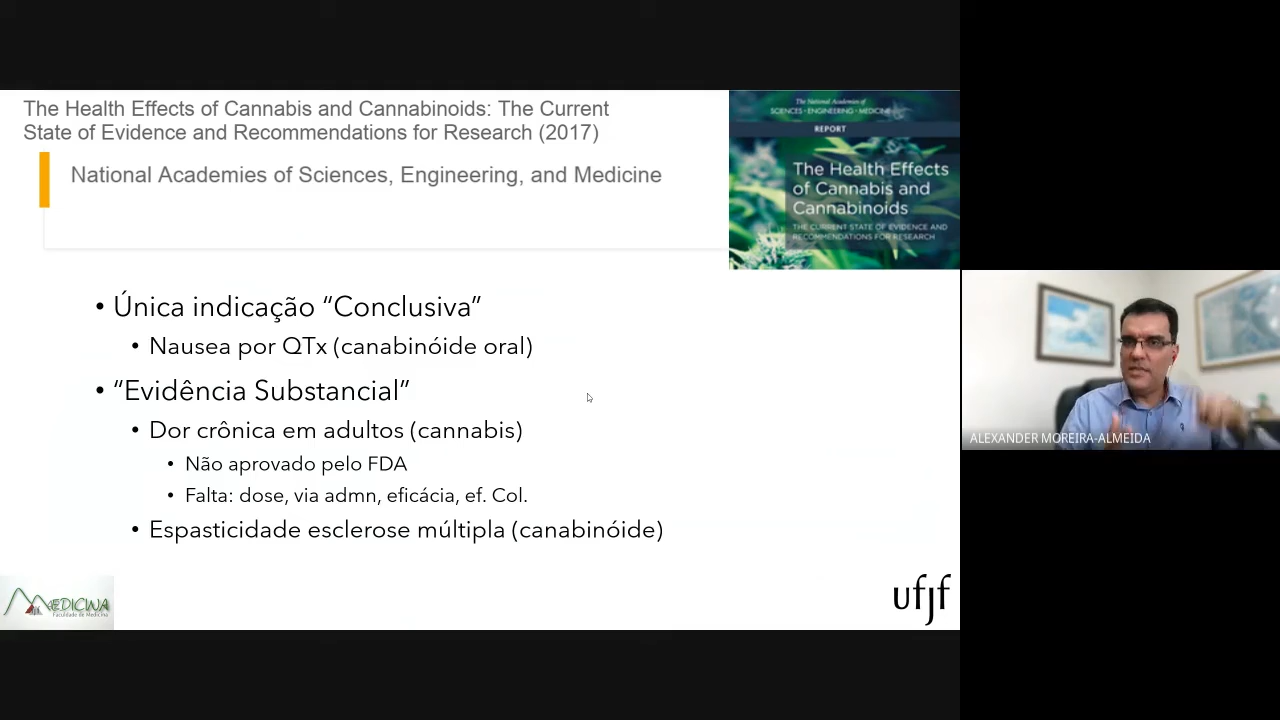 The Health Effects of Cannabis and Cannabinoids: The Current
State of Evidence and Recommendations for Research (2017)
National Academies of Sciences, Engineering, and Medicine
The National Academies of
SCIENCES • ENGINEERING • MEDICINE
REPORT
The Health Effects
of Cannabis and
Cannabinoids
THE CURRENT STATE OF EVIDENCE AND
RECOMMENDATIONS FOR RESEARCH
• Única indicação “Conclusiva”
• Nausea por QTx (canabinóide oral)
• “Evidência Substancial”
• Dor crônica em adultos (cannabis)
• Não aprovado pelo FDA
• Falta: dose, via admn, eficácia, ef. Col.
• Espasticidade esclerose múltipla (canabinóide)
MEDICINA
Faculdade de Medicina
ufjf
ALEXANDER MOREIRA-ALMEIDA